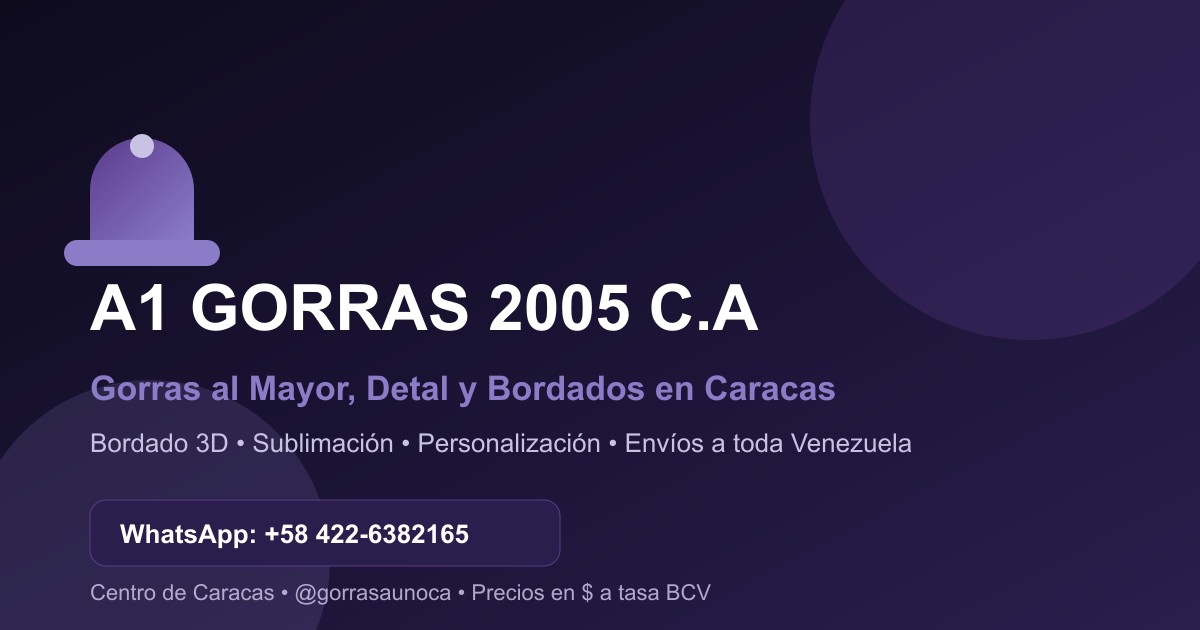 A1 GORRAS 2005 C.A
Gorras al Mayor, Detal y Bordados en Caracas
Bordado 3D • Sublimación • Personalización • Envíos a toda Venezuela
WhatsApp: +58 422-6382165
Centro de Caracas • @gorrasaunoca • Precios en $ a tasa BCV